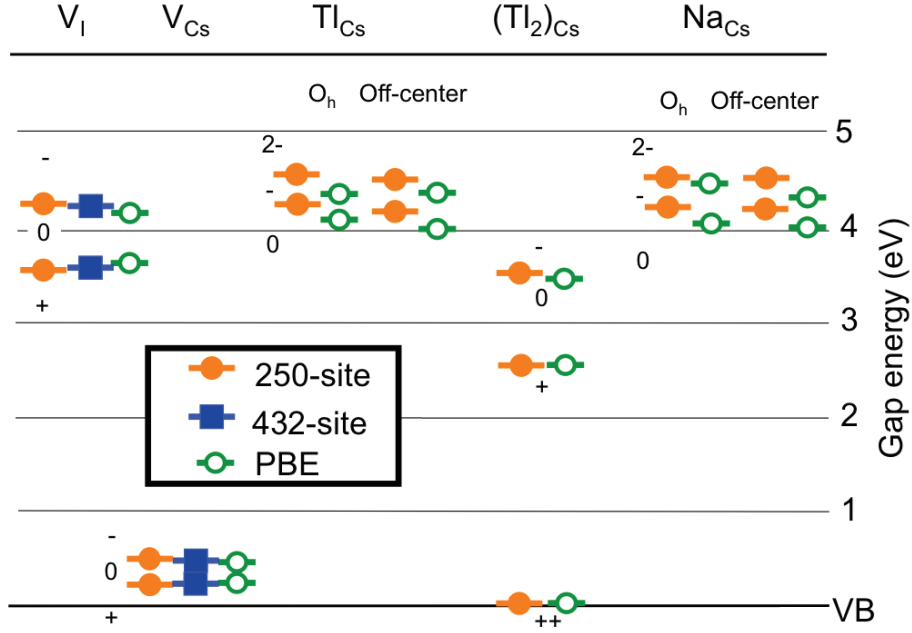 V_I V_Cs Tl_Cs (Tl_2)_Cs Na_Cs
O_h Off-center O_h Off-center
5
2- 2-
-
- -
4
0 0 0
-
0
+
3
+
2
1
-
0
+
++
VB
Gap energy (eV)
250-site
432-site
PBE